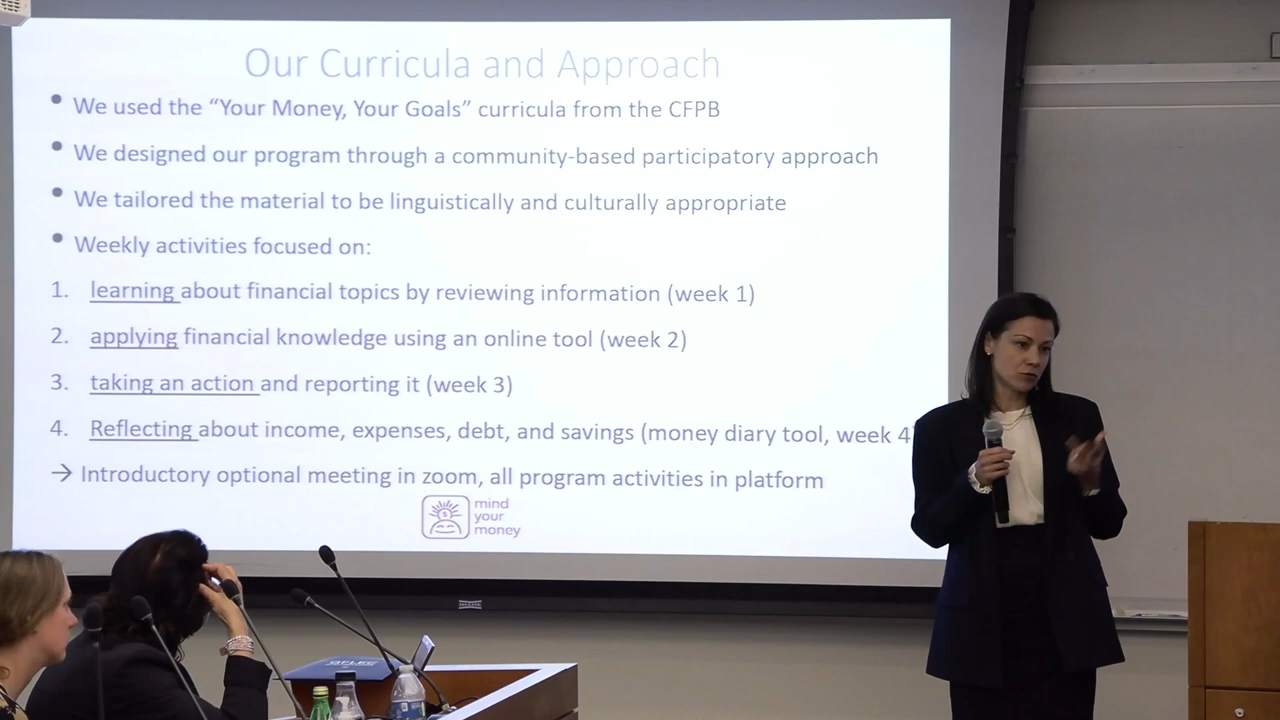 Our Curricula and Approach
• We used the “Your Money, Your Goals” curricula from the CFPB
• We designed our program through a community-based participatory approach
• We tailored the material to be linguistically and culturally appropriate
• Weekly activities focused on:
1. learning about financial topics by reviewing information (week 1)
2. applying financial knowledge using an online tool (week 2)
3. taking an action and reporting it (week 3)
4. Reflecting about income, expenses, debt, and savings (money diary tool, week 4
→ Introductory optional meeting in zoom, all program activities in platform
mind
your
money
GFLEC